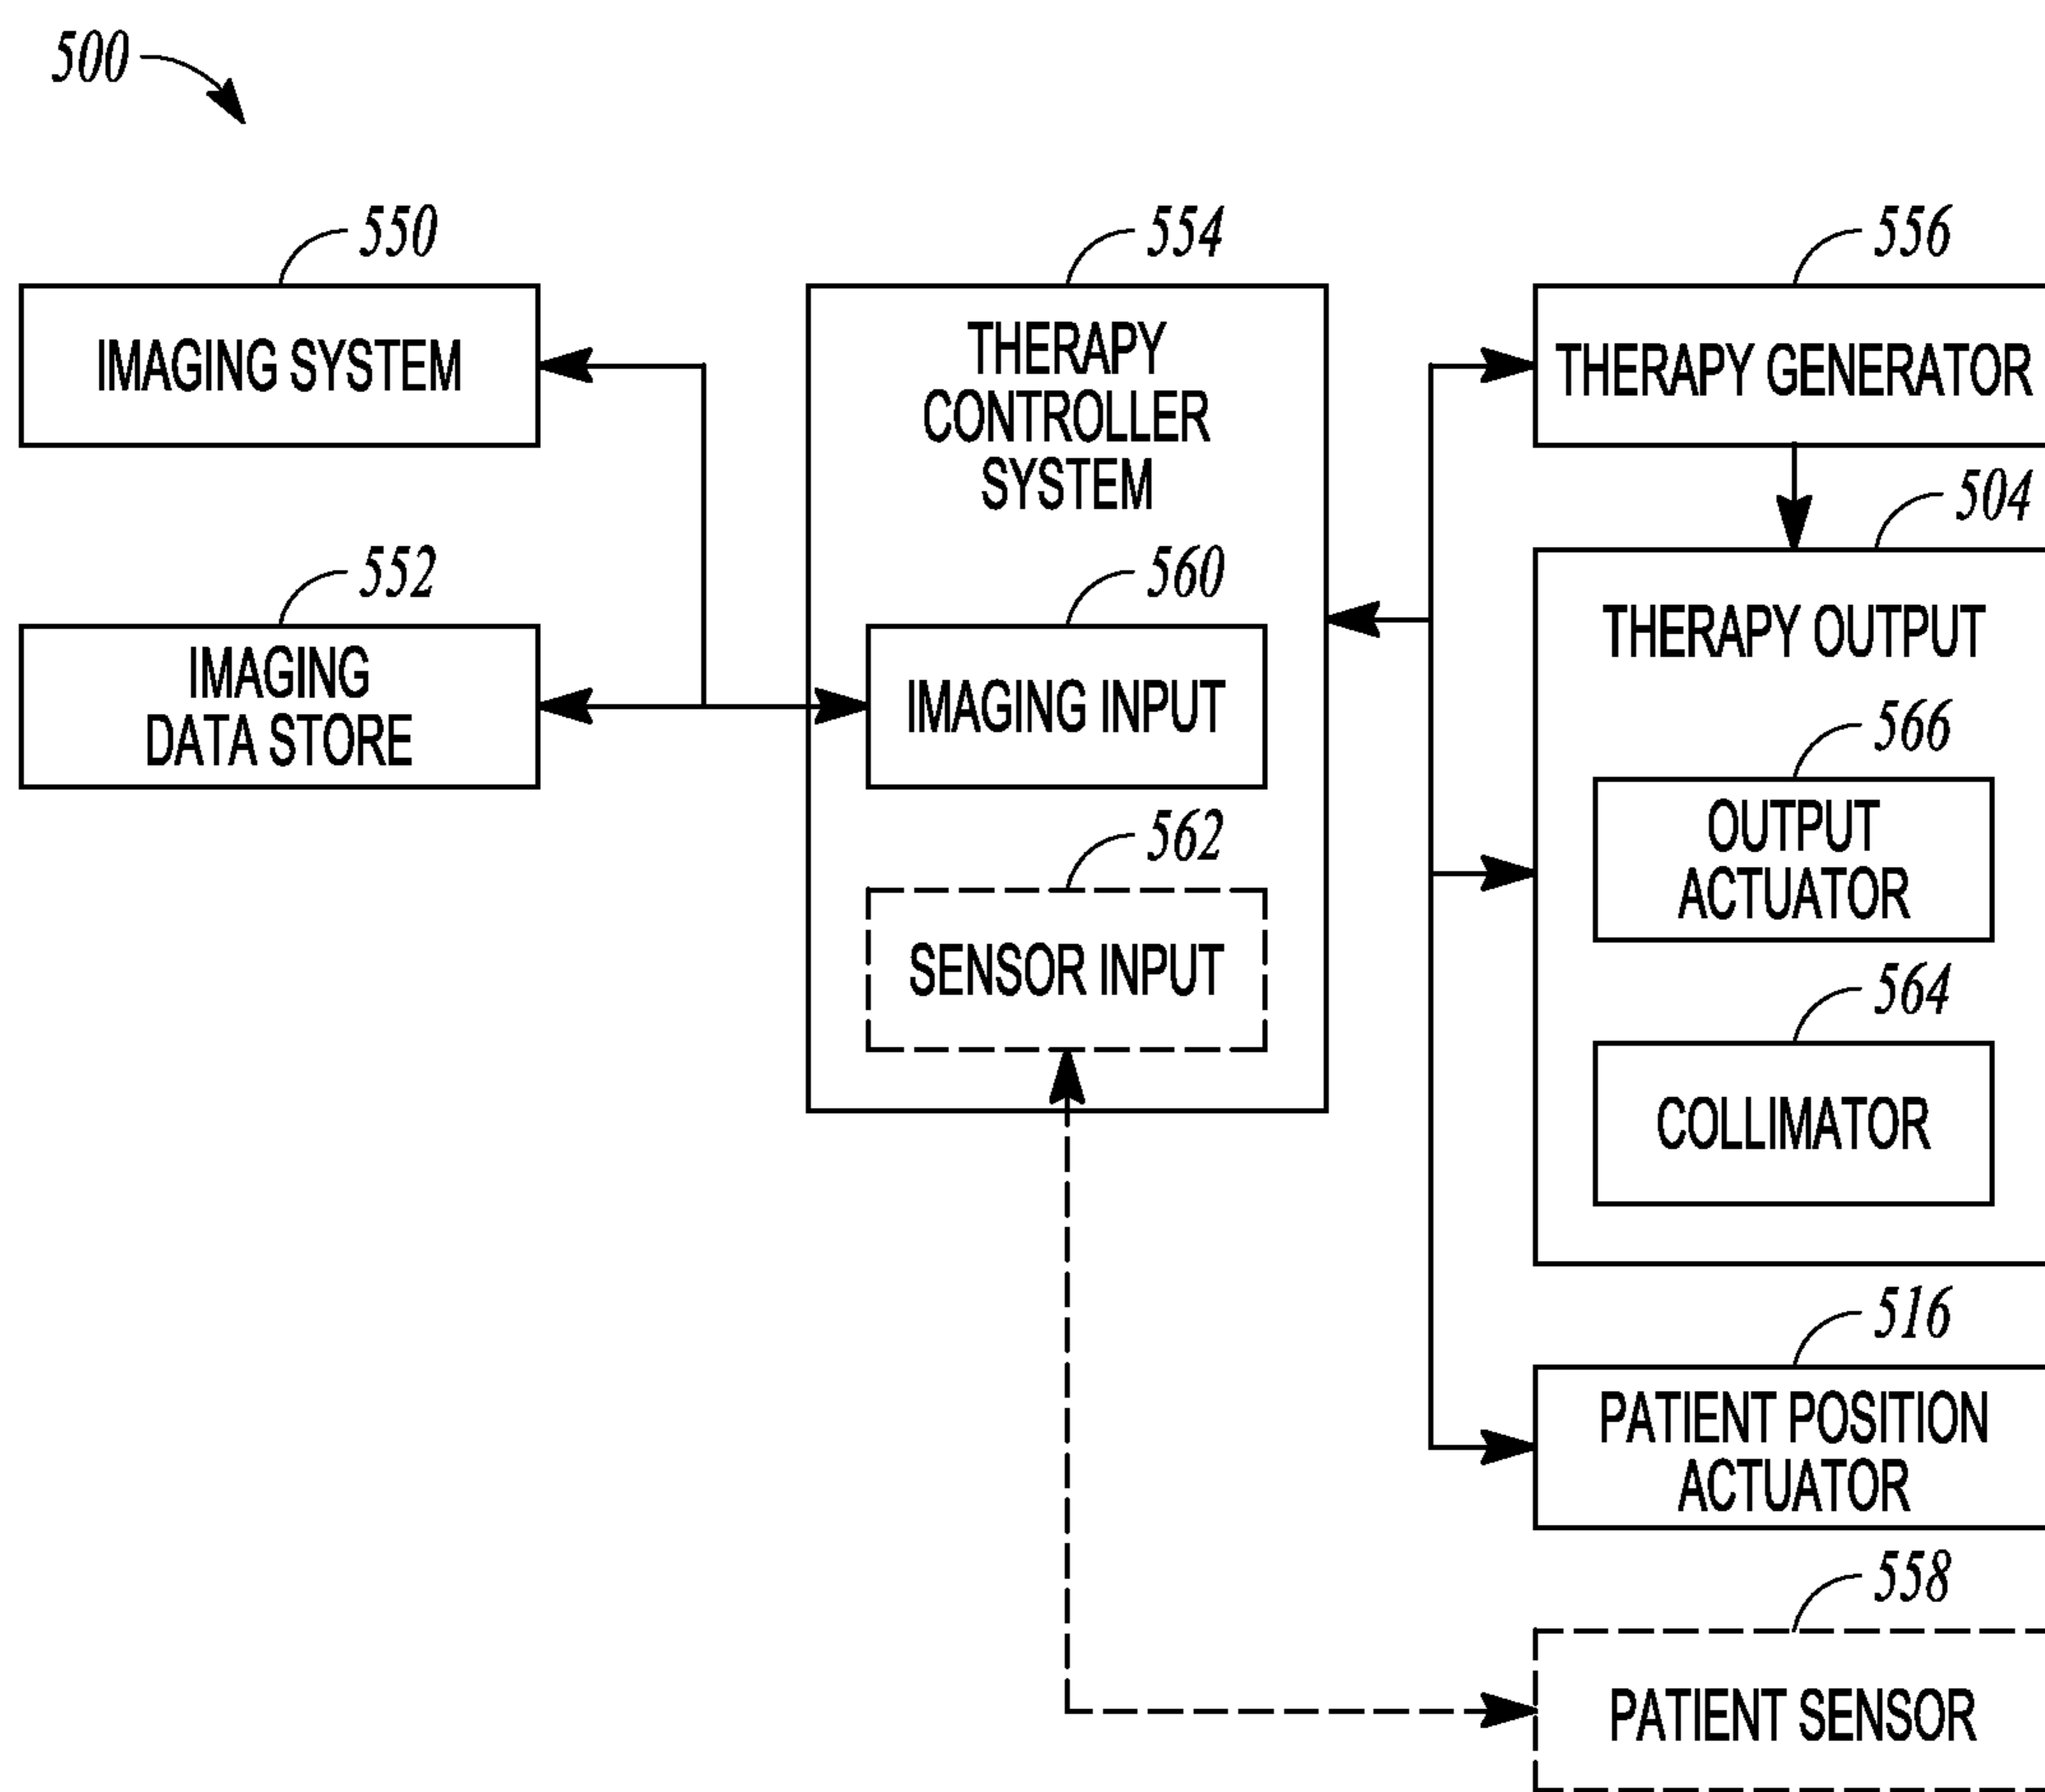 500
550
IMAGING SYSTEM
552
IMAGING
DATA STORE
554
THERAPY
CONTROLLER
SYSTEM
560
IMAGING INPUT
562
SENSOR INPUT
556
THERAPY GENERATOR
504
THERAPY OUTPUT
566
OUTPUT
ACTUATOR
564
COLLIMATOR
516
PATIENT POSITION
ACTUATOR
558
PATIENT SENSOR